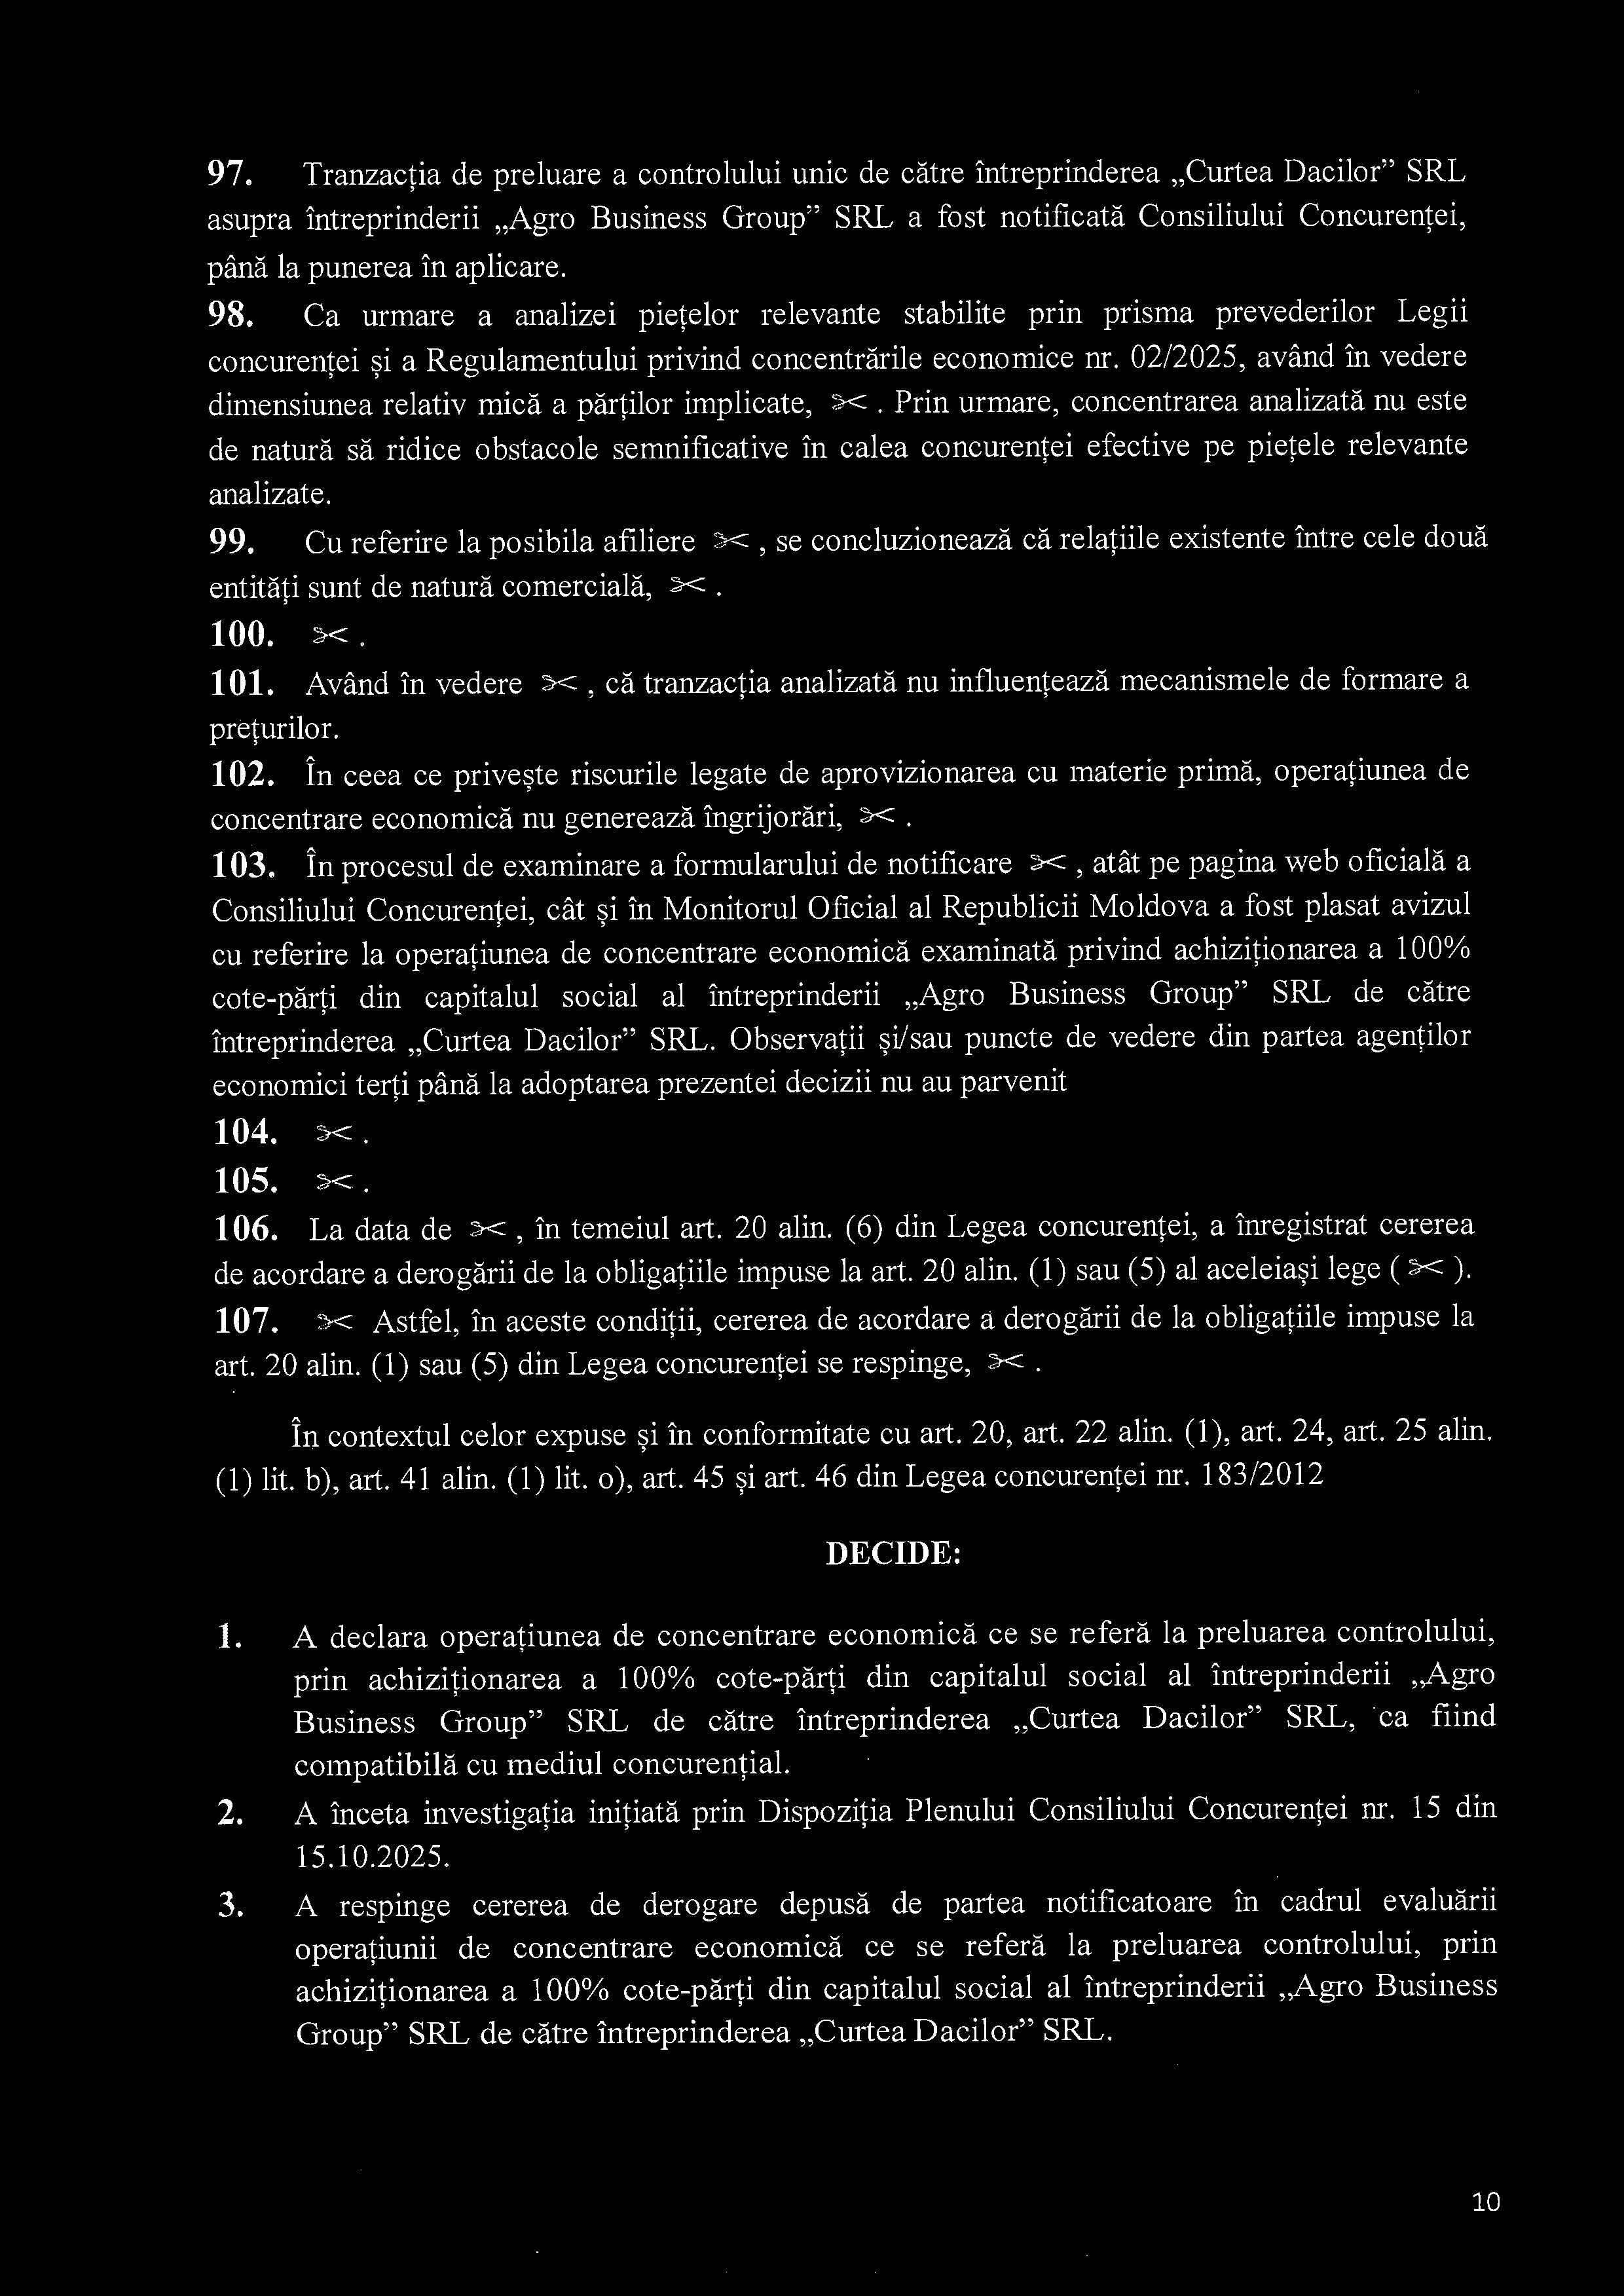 97. Tranzacția de preluare a controlului unic de către întreprinderea „Curtea Dacilor” SRL
asupra întreprinderii „Agro Business Group” SRL a fost notificată Consiliului Concurenței,
până la punerea în aplicare.
98. Ca urmare a analizei piețelor relevante stabilite prin prisma prevederilor Legii
concurenței și a Regulamentului privind concentrările economice nr. 02/2025, având în vedere
dimensiunea relativ mică a părților implicate, ✂ . Prin urmare, concentrarea analizată nu este
de natură să ridice obstacole semnificative în calea concurenței efective pe piețele relevante
analizate.
99. Cu referire la posibila afiliere ✂ , se concluzionează că relațiile existente între cele două
entități sunt de natură comercială, ✂ .
100. ✂ .
101. Având în vedere ✂ , că tranzacția analizată nu influențează mecanismele de formare a
prețurilor.
102. În ceea ce privește riscurile legate de aprovizionarea cu materie primă, operațiunea de
concentrare economică nu generează îngrijorări, ✂ .
103. În procesul de examinare a formularului de notificare ✂ , atât pe pagina web oficială a
Consiliului Concurenței, cât și în Monitorul Oficial al Republicii Moldova a fost plasat avizul
cu referire la operațiunea de concentrare economică examinată privind achiziționarea a 100%
cote-părți din capitalul social al întreprinderii „Agro Business Group” SRL de către
întreprinderea „Curtea Dacilor” SRL. Observații și/sau puncte de vedere din partea agenților
economici terți până la adoptarea prezentei decizii nu au parvenit
104. ✂ .
105. ✂ .
106. La data de ✂ , în temeiul art. 20 alin. (6) din Legea concurenței, a înregistrat cererea
de acordare a derogării de la obligațiile impuse la art. 20 alin. (1) sau (5) al aceleiași lege ( ✂ ).
107. ✂ Astfel, în aceste condiții, cererea de acordare a derogării de la obligațiile impuse la
art. 20 alin. (1) sau (5) din Legea concurenței se respinge, ✂ .
În contextul celor expuse și în conformitate cu art. 20, art. 22 alin. (1), art. 24, art. 25 alin.
(1) lit. b), art. 41 alin. (1) lit. o), art. 45 și art. 46 din Legea concurenței nr. 183/2012
DECIDE:
1. A declara operațiunea de concentrare economică ce se referă la preluarea controlului,
prin achiziționarea a 100% cote-părți din capitalul social al întreprinderii „Agro
Business Group” SRL de către întreprinderea „Curtea Dacilor” SRL, ca fiind
compatibilă cu mediul concurențial.
2. A înceta investigația inițiată prin Dispoziția Plenului Consiliului Concurenței nr. 15 din
15.10.2025.
3. A respinge cererea de derogare depusă de partea notificatoare în cadrul evaluării
operațiunii de concentrare economică ce se referă la preluarea controlului, prin
achiziționarea a 100% cote-părți din capitalul social al întreprinderii „Agro Business
Group” SRL de către întreprinderea „Curtea Dacilor” SRL.
10